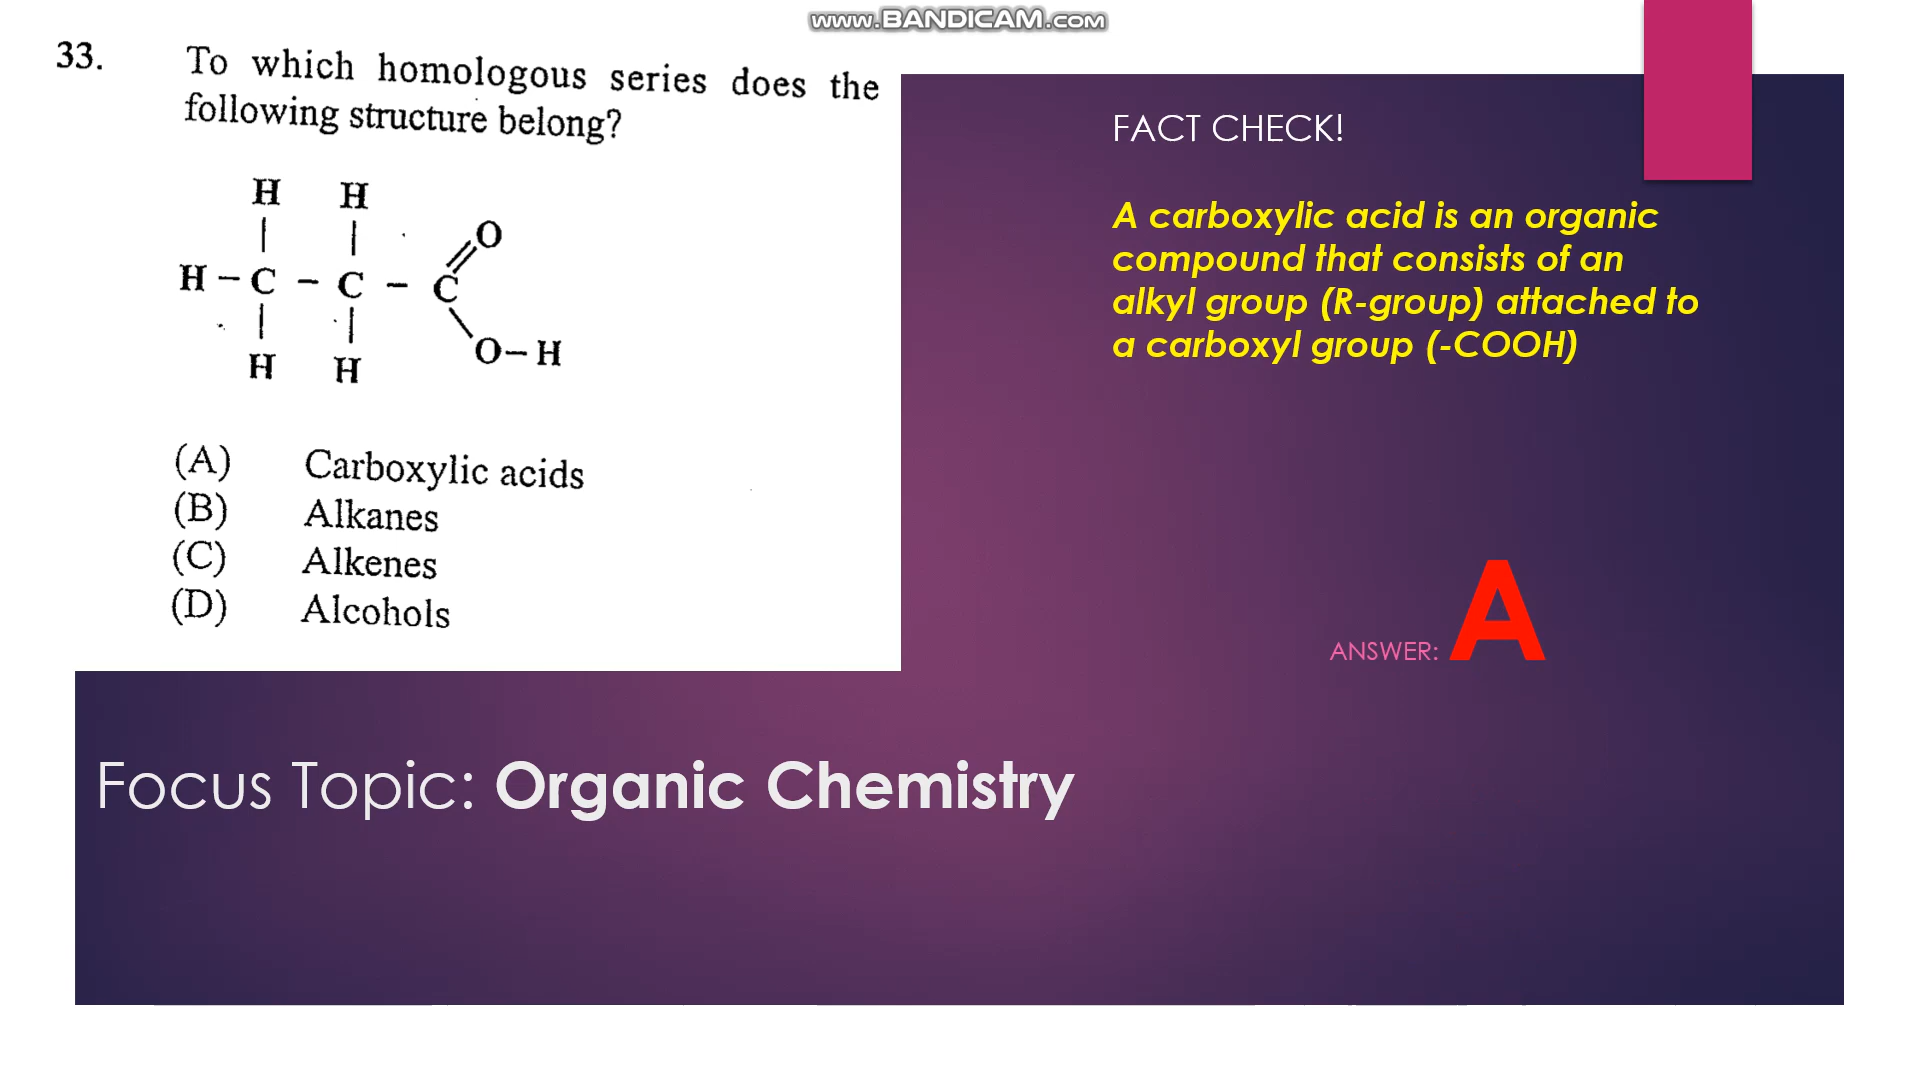 www.BANDICAM.com
33. To which homologous series does the
following structure belong?
H H
O
H – C – C – C
O – H
H H
(A) Carboxylic acids
(B) Alkanes
(C) Alkenes
(D) Alcohols
FACT CHECK!
A carboxylic acid is an organic
compound that consists of an
alkyl group (R-group) attached to
a carboxyl group (-COOH)
ANSWER: A
Focus Topic: Organic Chemistry